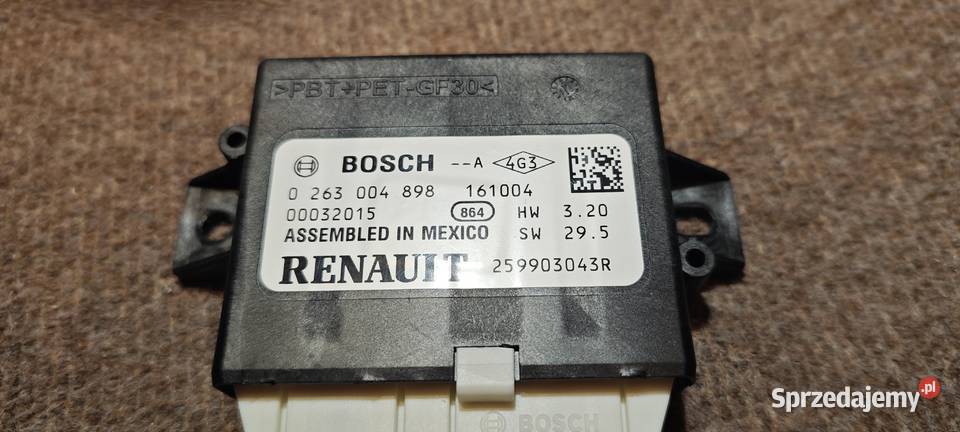 >PBT+PET-GF30<
BOSCH --A 4G3
0 263 004 898 161004
00032015 864 HW 3.20
ASSEMBLED IN MEXICO SW 29.5
RENAULT 259903043R
BOSCH
Sprzedajemy.pl